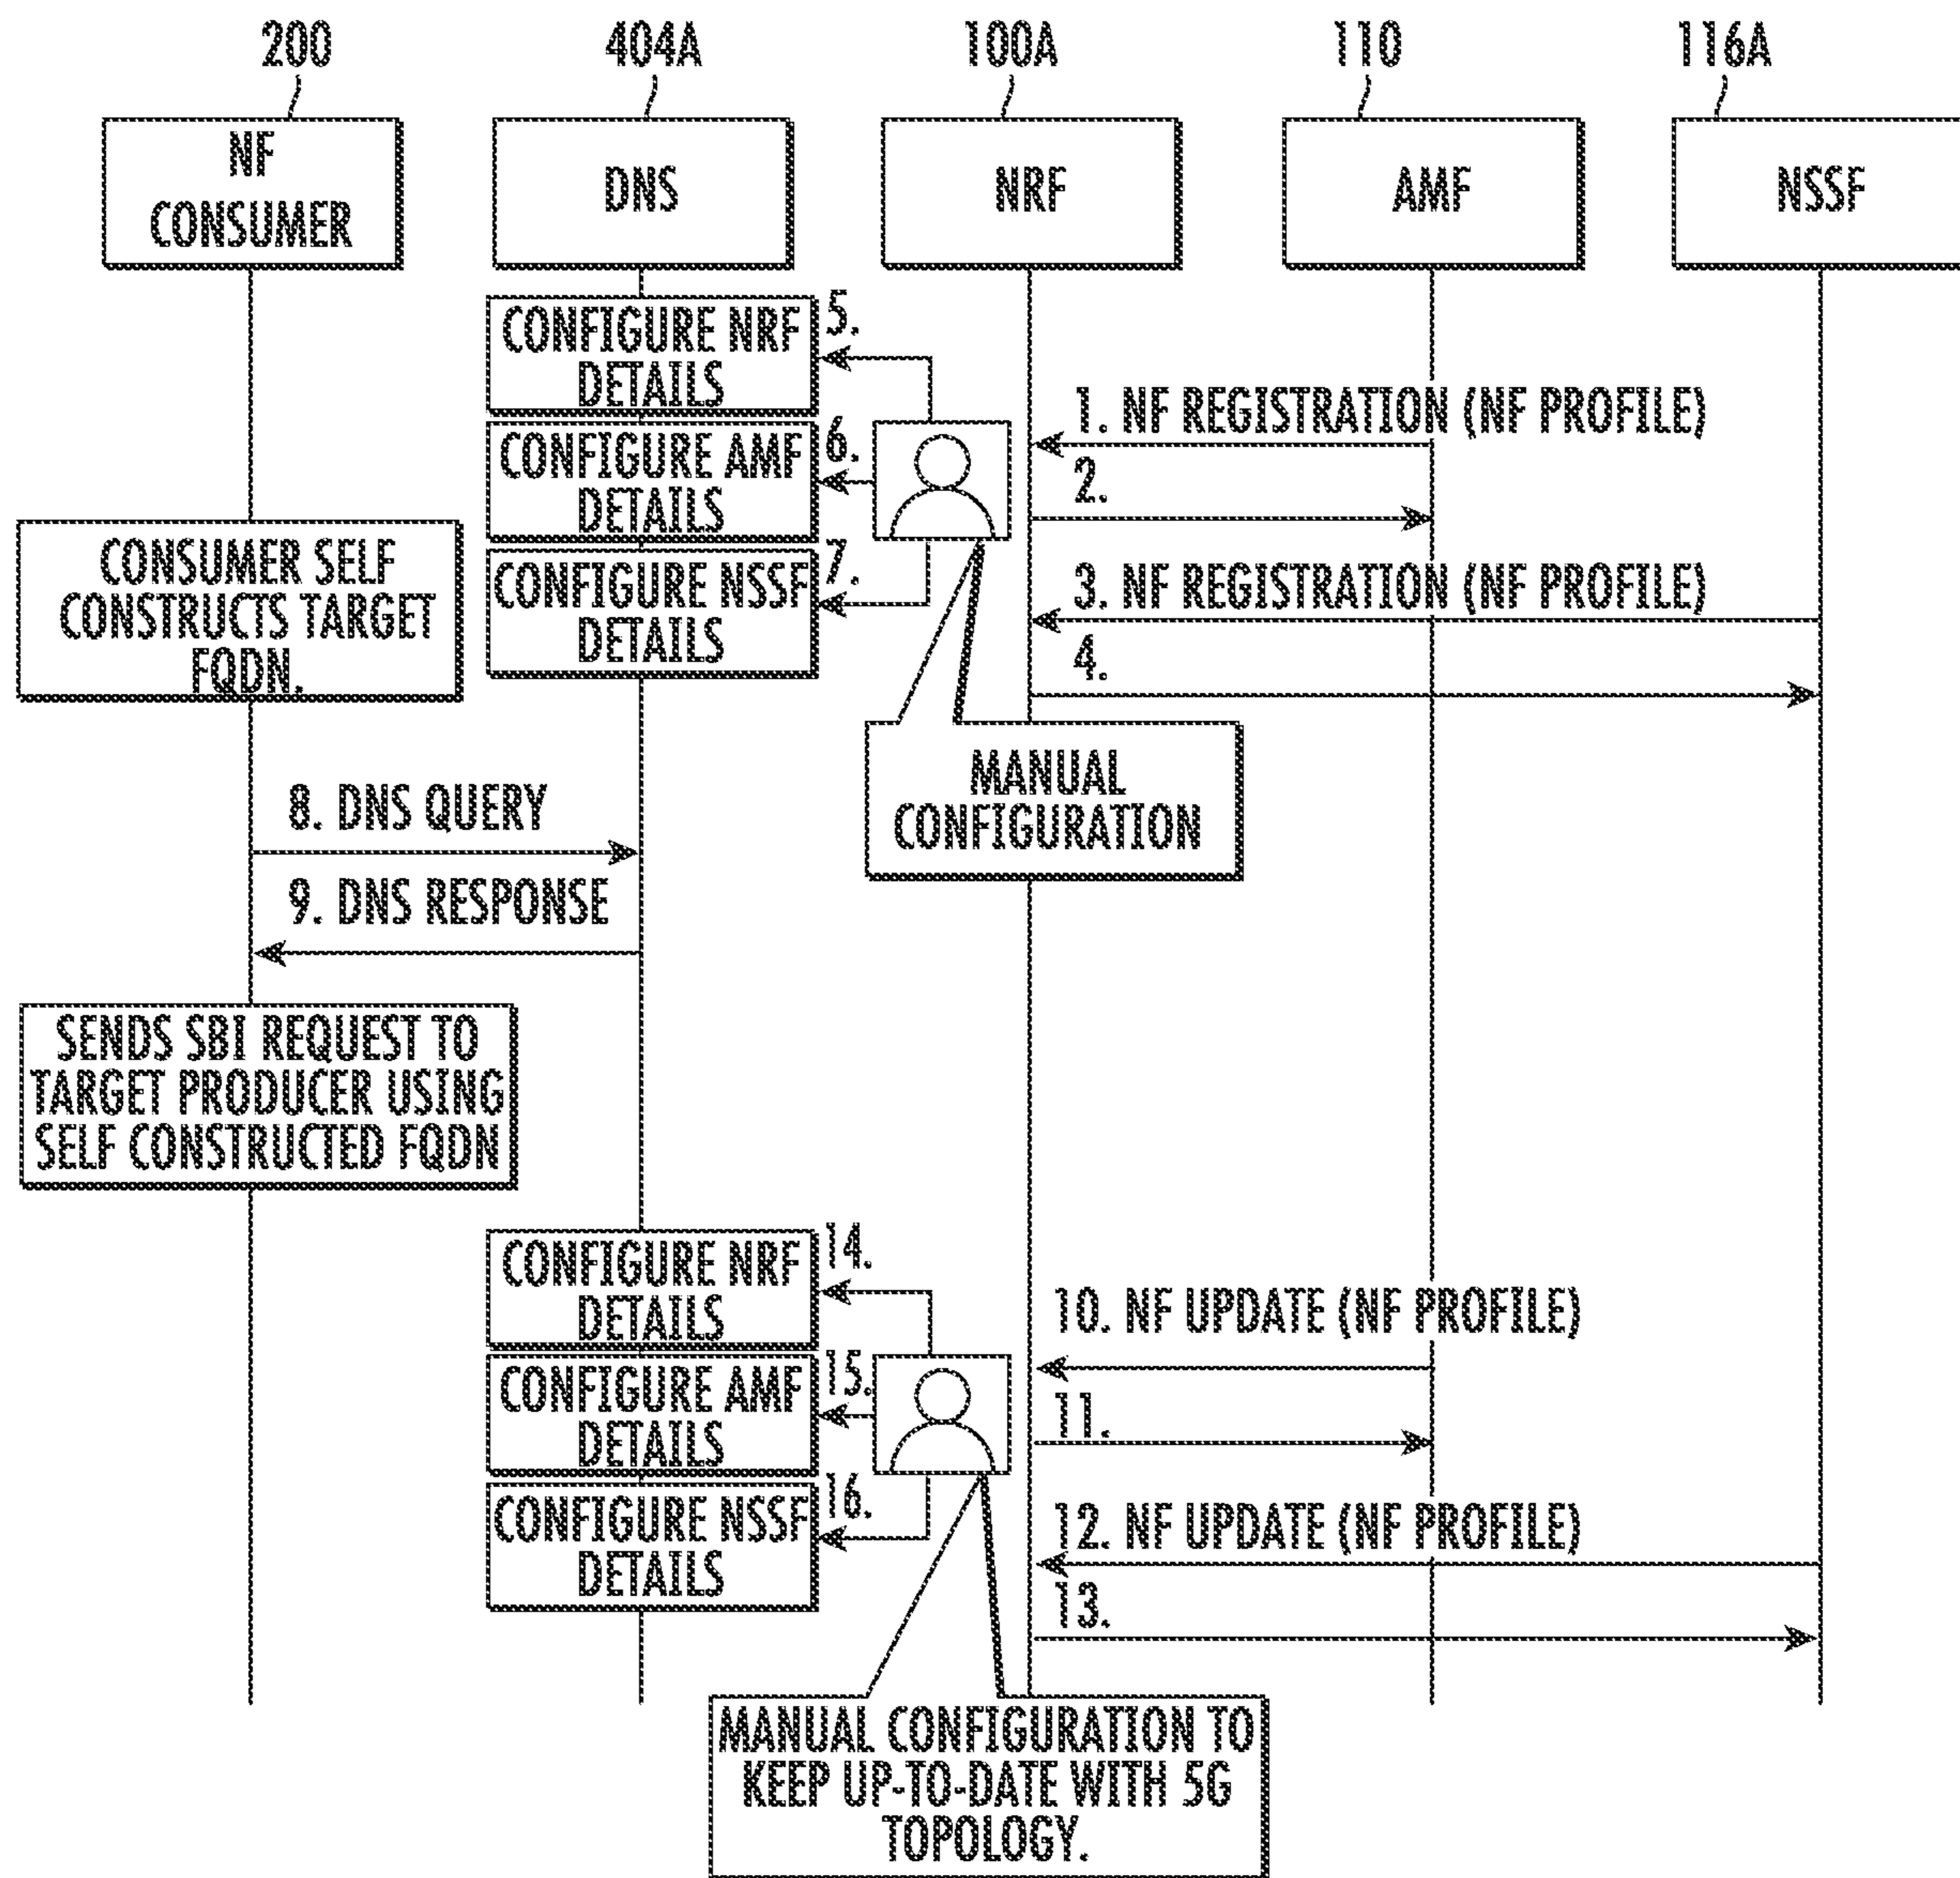 200
404A
100A
110
116A
NF
CONSUMER
DNS
NRF
AMF
NSSF
CONFIGURE NRF
DETAILS
5.
CONFIGURE AMF
DETAILS
6.
CONFIGURE NSSF
DETAILS
7.
1. NF REGISTRATION (NF PROFILE)
2.
3. NF REGISTRATION (NF PROFILE)
4.
CONSUMER SELF
CONSTRUCTS TARGET
FQDN.
MANUAL
CONFIGURATION
8. DNS QUERY
9. DNS RESPONSE
SENDS SBI REQUEST TO
TARGET PRODUCER USING
SELF CONSTRUCTED FQDN
CONFIGURE NRF
DETAILS
14.
CONFIGURE AMF
DETAILS
15.
CONFIGURE NSSF
DETAILS
16.
10. NF UPDATE (NF PROFILE)
11.
12. NF UPDATE (NF PROFILE)
13.
MANUAL CONFIGURATION TO
KEEP UP-TO-DATE WITH 5G
TOPOLOGY.